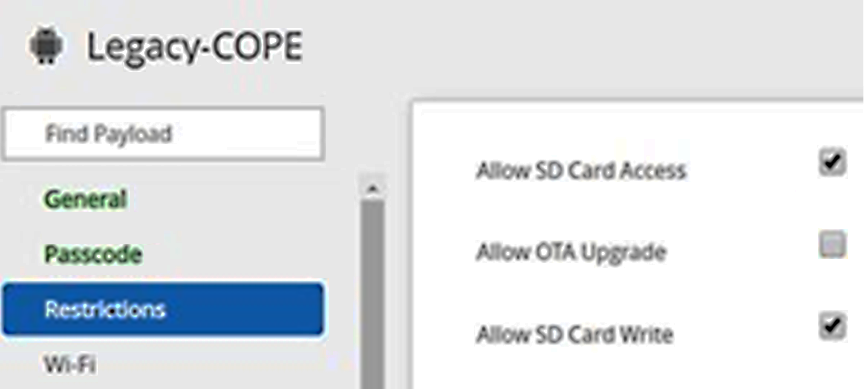 Legacy-COPE
Find Payload
General
Passcode
Restrictions
Wi-Fi
Allow SD Card Access
Allow OTA Upgrade
Allow SD Card Write